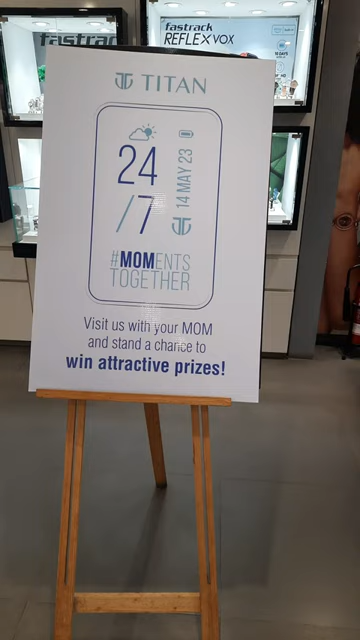 fastrack
fastrack
REFLEX VOX
TITAN
24
/7
14 MAY 23
#MOMENTS
TOGETHER
Visit us with your MOM
and stand a chance to
win attractive prizes!